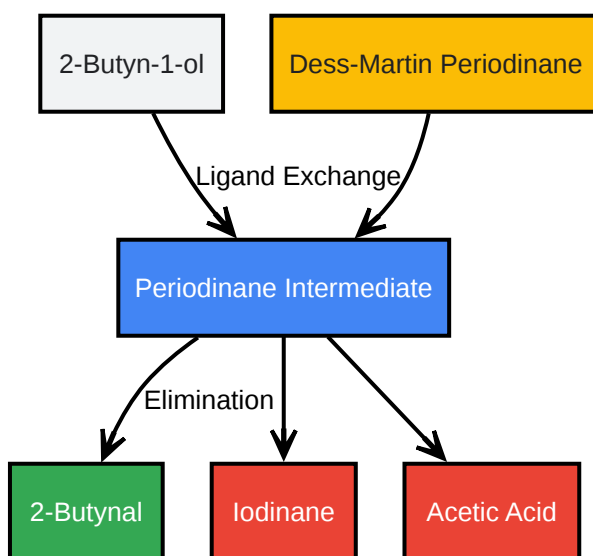 2-Butyn-1-ol
Dess-Martin Periodinane
Ligand Exchange
Periodinane Intermediate
Elimination
2-Butynal
Iodinane
Acetic Acid